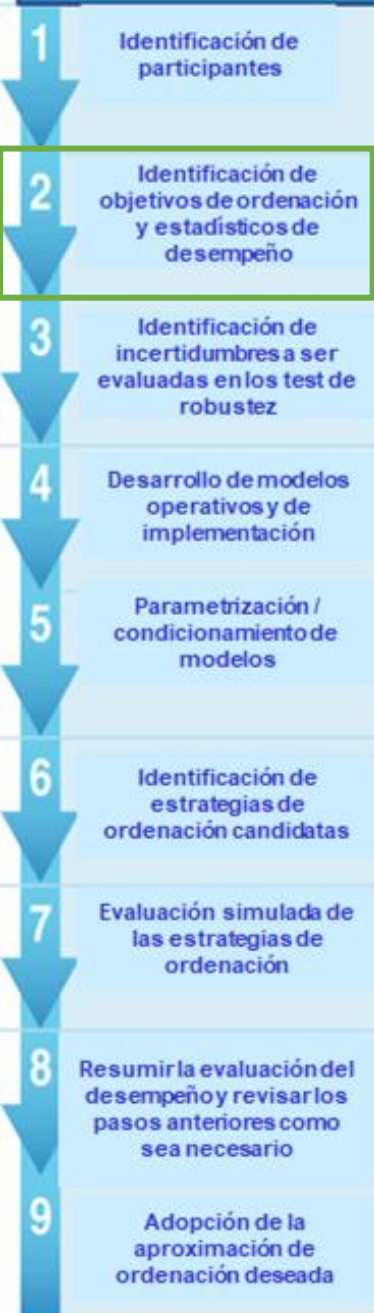 1
Identificación de
participantes
2
Identificación de
objetivos de ordenación
y estadísticos de
desempeño
3
Identificación de
incertidumbres a ser
evaluadas en los test de
robustez
4
Desarrollo de modelos
operativos y de
implementación
5
Parametrización /
condicionamiento de
modelos
6
Identificación de
estrategias de
ordenación candidatas
7
Evaluación simulada de
las estrategias de
ordenación
8
Resumir la evaluación del
desempeño y revisar los
pasos anteriores como
sea necesario
9
Adopción de la
aproximación de
ordenación deseada